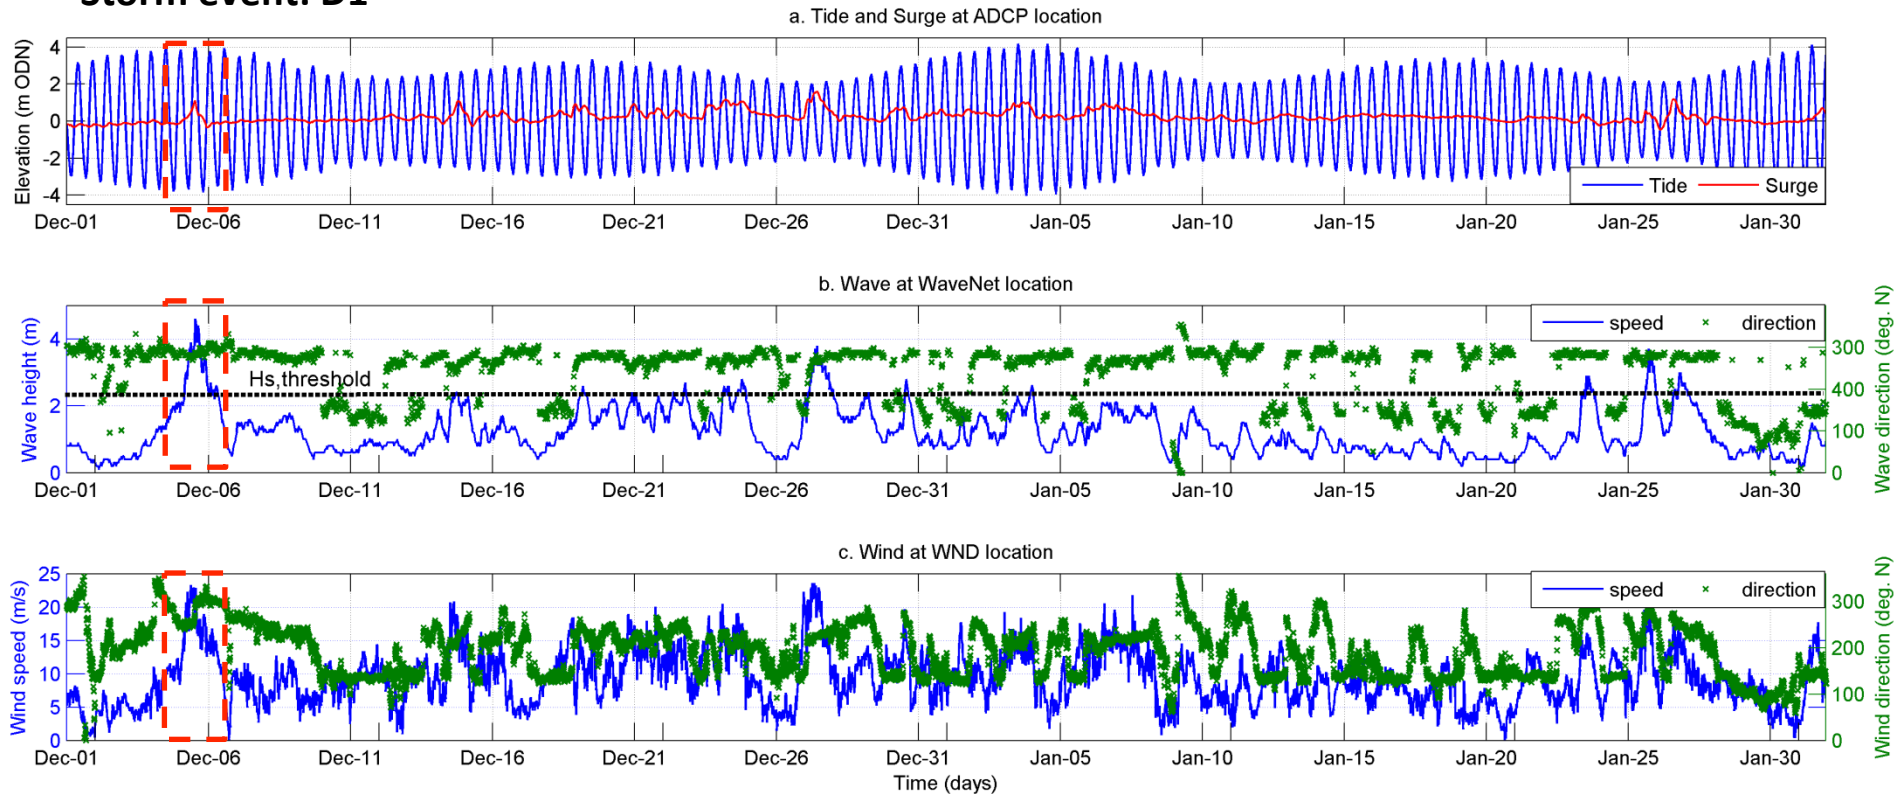 Storm event: D1
a. Tide and Surge at ADCP location
Elevation (m ODN)
4
2
0
-2
-4
Tide
Surge
Dec-01 Dec-06 Dec-11 Dec-16 Dec-21 Dec-26 Dec-31 Jan-05 Jan-10 Jan-15 Jan-20 Jan-25 Jan-30
b. Wave at WaveNet location
Wave height (m)
4
2
0
Hs,threshold
speed
direction
300
400
100
0
Wave direction (deg. N)
Dec-01 Dec-06 Dec-11 Dec-16 Dec-21 Dec-26 Dec-31 Jan-05 Jan-10 Jan-15 Jan-20 Jan-25 Jan-30
c. Wind at WND location
Wind speed (m/s)
25
20
15
10
5
0
speed
direction
300
200
100
0
Wind direction (deg. N)
Dec-01 Dec-06 Dec-11 Dec-16 Dec-21 Dec-26 Dec-31 Jan-05 Jan-10 Jan-15 Jan-20 Jan-25 Jan-30
Time (days)